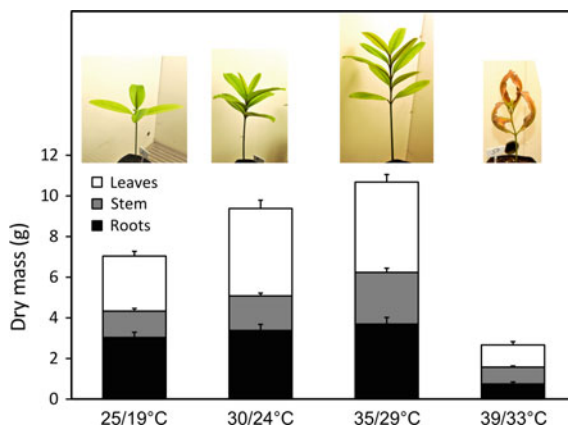 12
10
8
6
4
2
0
Dry mass (g)
Leaves
Stem
Roots
25/19°C
30/24°C
35/29°C
39/33°C